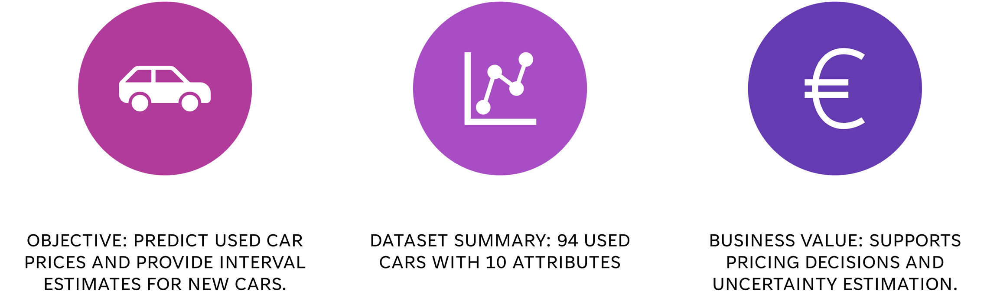 OBJECTIVE: PREDICT USED CAR
PRICES AND PROVIDE INTERVAL
ESTIMATES FOR NEW CARS.
DATASET SUMMARY: 94 USED
CARS WITH 10 ATTRIBUTES
€
BUSINESS VALUE: SUPPORTS
PRICING DECISIONS AND
UNCERTAINTY ESTIMATION.